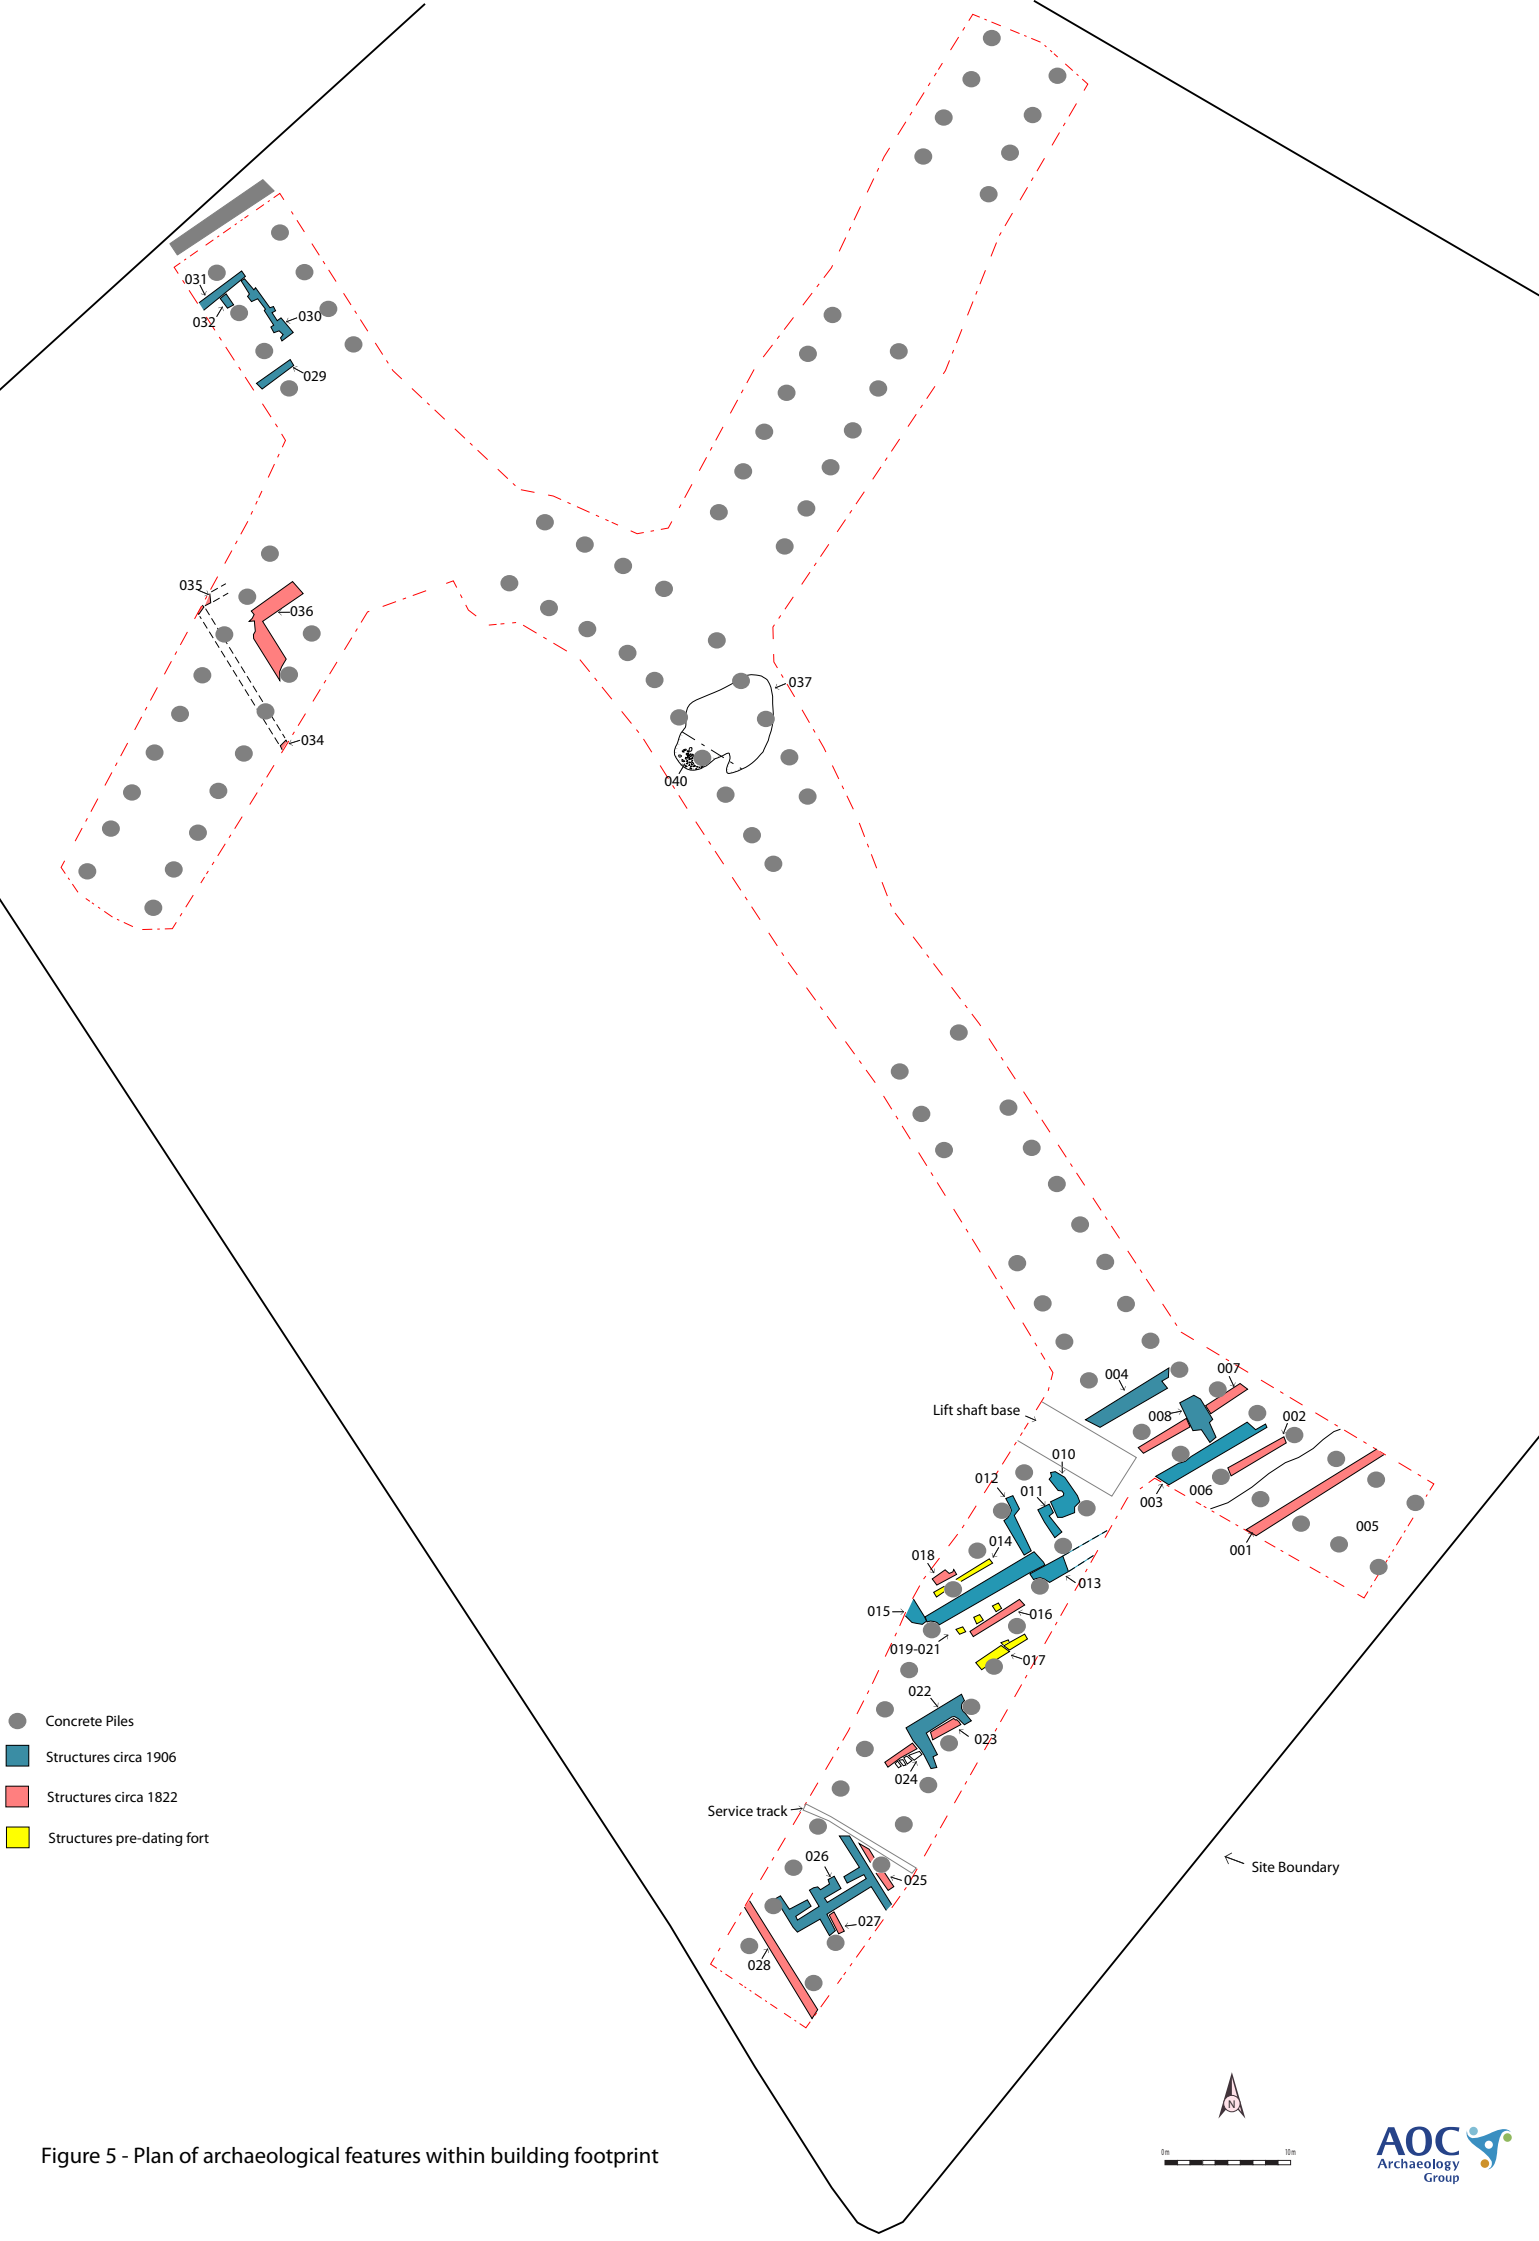 031
032
030
029
035
036
034
037
040
004
007
Lift shaft base
008
002
010
012
011
006
003
005
001
014
018
013
015
016
019-021
017
022
023
024
Service track
026
025
027
028
Concrete Piles
Structures circa 1906
Structures circa 1822
Structures pre-dating fort
Site Boundary
N
0m 10m
Figure 5 - Plan of archaeological features within building footprint
AOC
Archaeology
Group